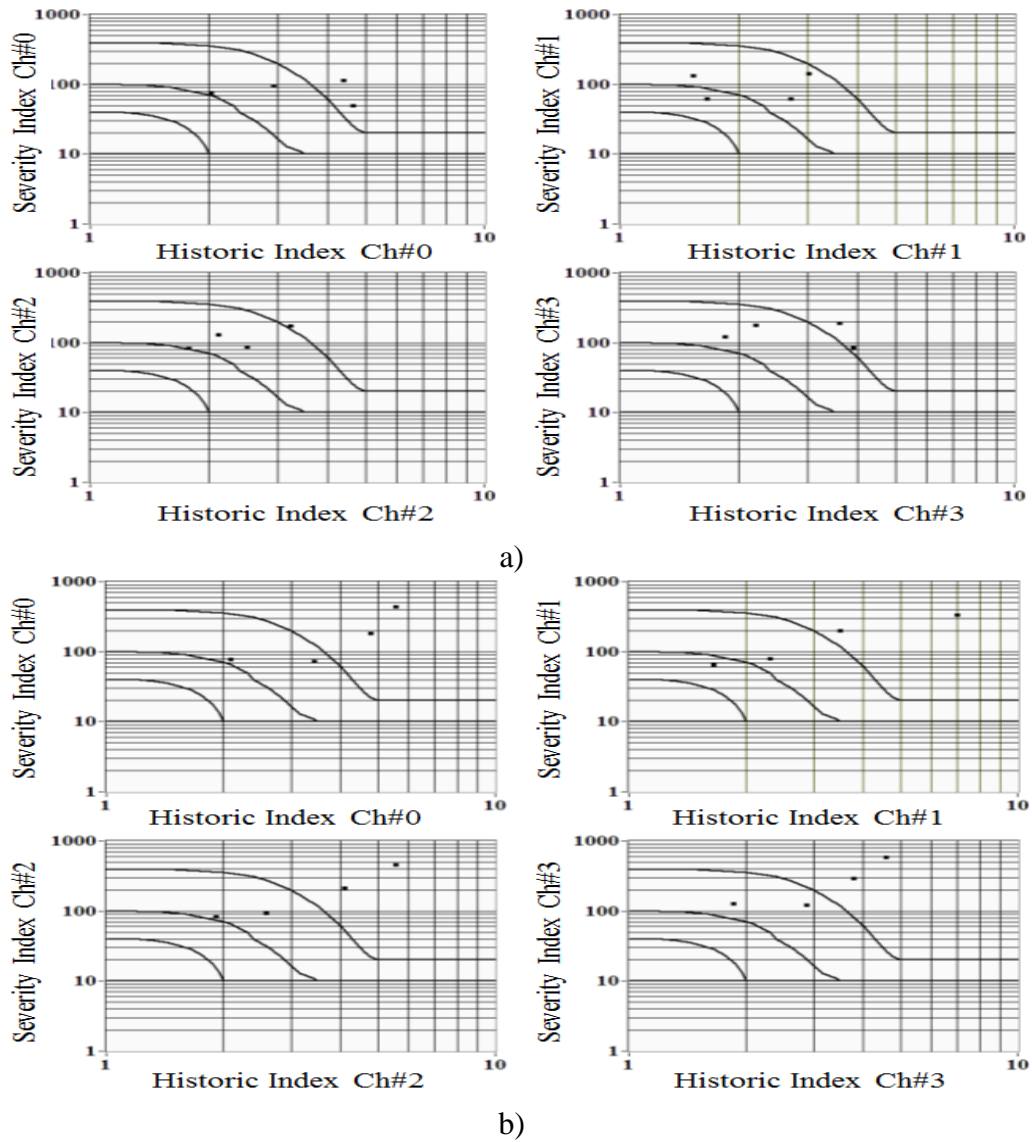 1000
100
10
1
1
10
Severity Index Ch#0
Historic Index Ch#0
1000
100
10
1
1
10
Severity Index Ch#1
Historic Index Ch#1
1000
100
10
1
1
10
Severity Index Ch#2
Historic Index Ch#2
1000
100
10
1
1
10
Severity Index Ch#3
Historic Index Ch#3
a)
1000
100
10
1
1
10
Severity Index Ch#0
Historic Index Ch#0
1000
100
10
1
1
10
Severity Index Ch#1
Historic Index Ch#1
1000
100
10
1
1
10
Severity Index Ch#2
Historic Index Ch#2
1000
100
10
1
1
10
Severity Index Ch#3
Historic Index Ch#3
b)